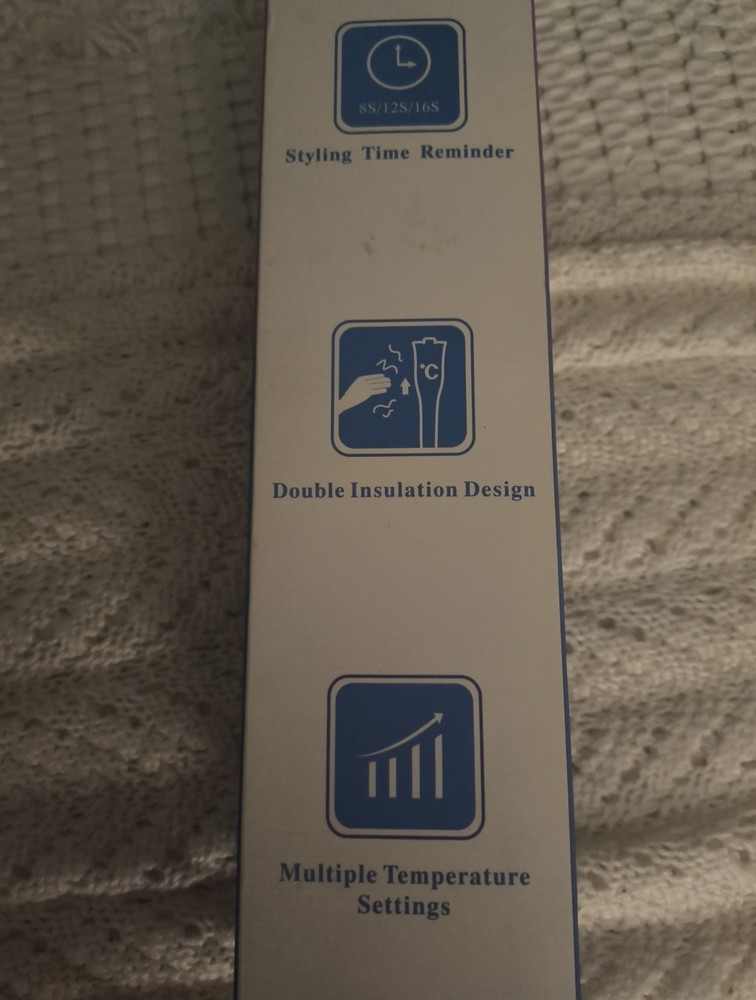 8S/12S/16S
Styling Time Reminder
°C
Double Insulation Design
Multiple Temperature
Settings